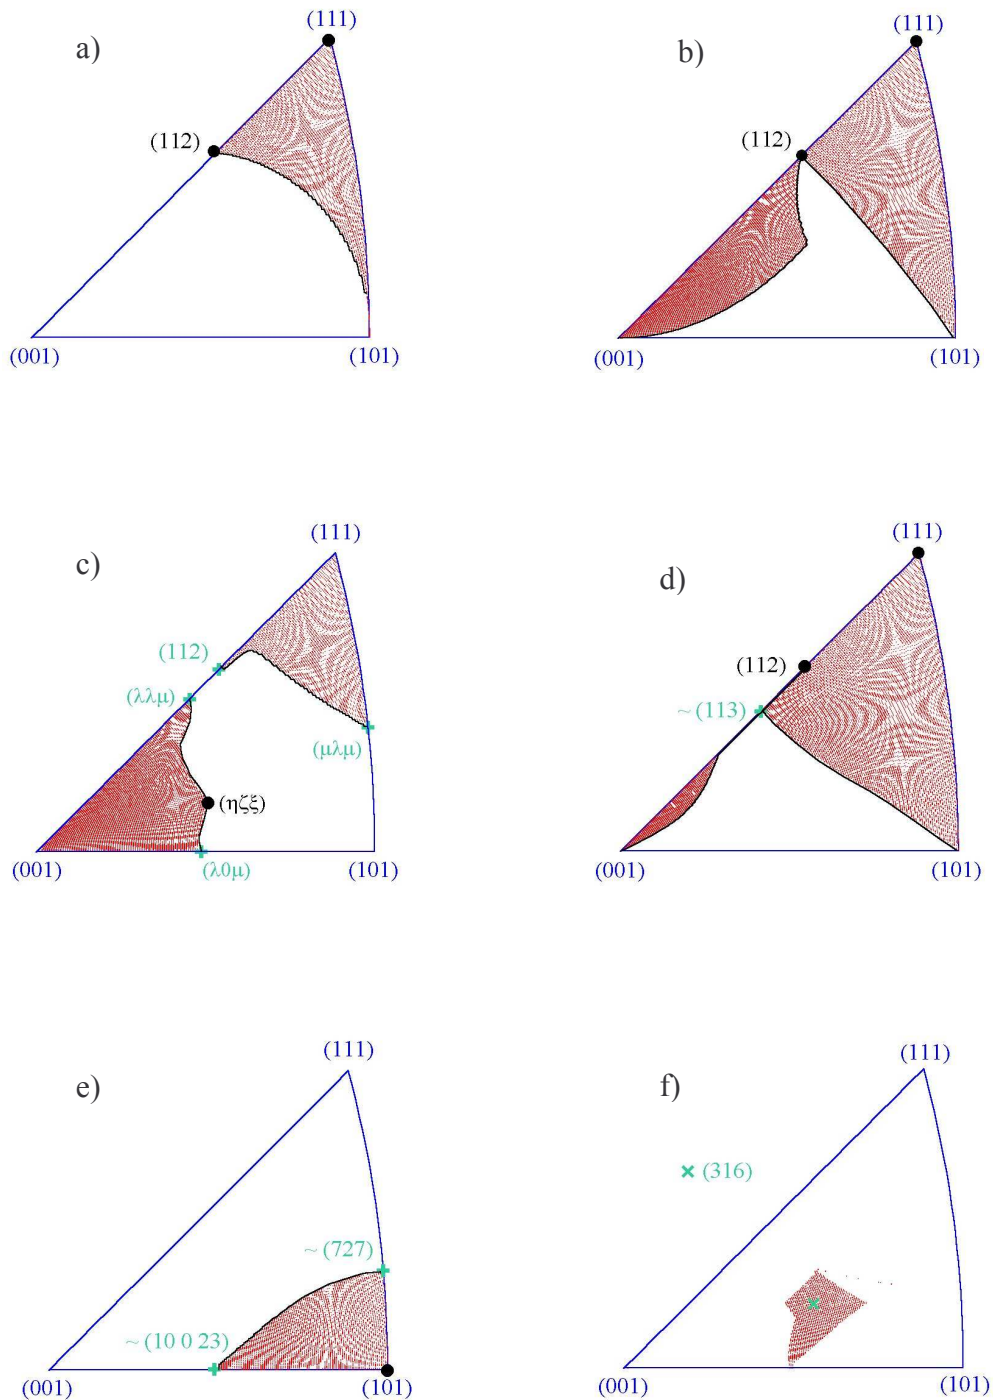 a)
(111)
(112)
(001)
(101)
b)
(111)
(112)
(001)
(101)
c)
(111)
(112)
(λλμ)
(μλμ)
(ηζξ)
(001)
(λ0μ)
(101)
d)
(111)
(112)
~ (113)
(001)
(101)
e)
(111)
~ (727)
~ (10 0 23)
(001)
(101)
f)
(111)
(316)
(001)
(101)